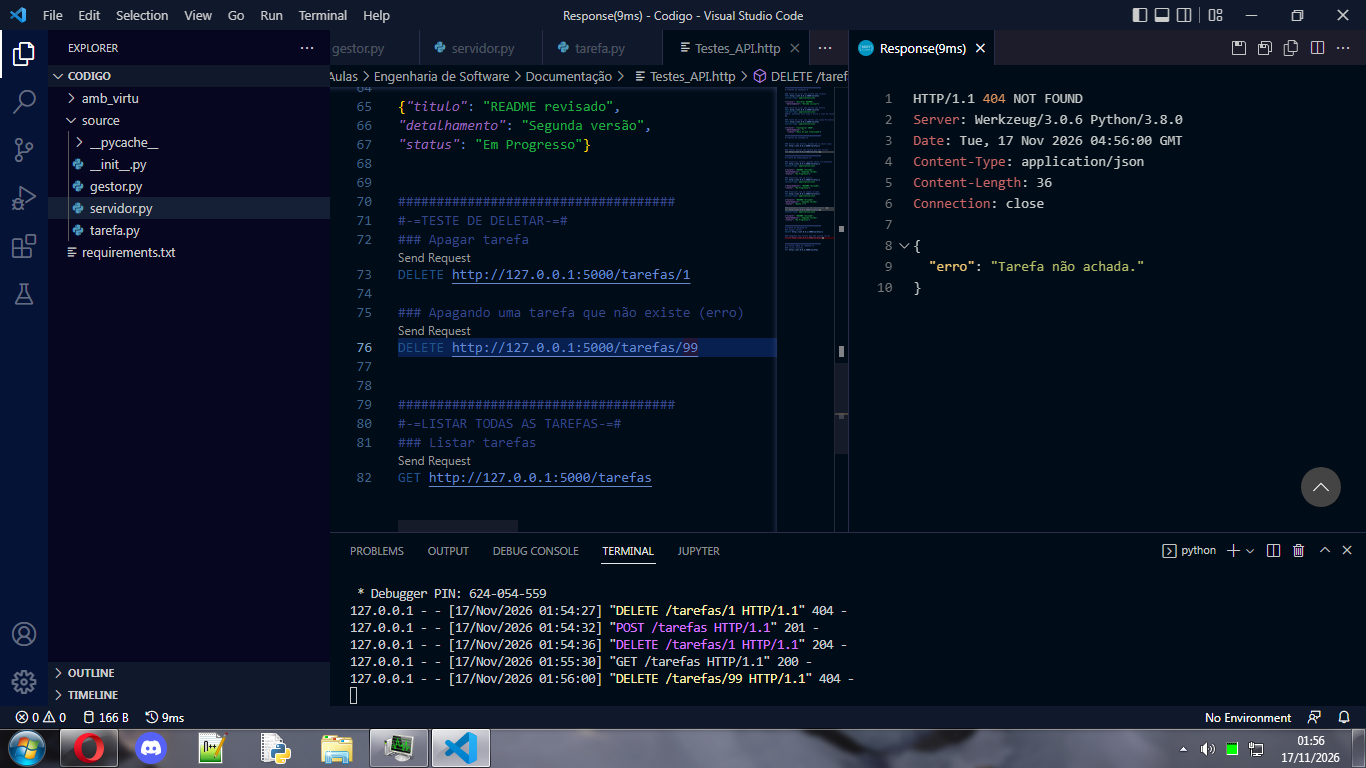 File Edit Selection View Go Run Terminal Help
Response(9ms) - Codigo - Visual Studio Code
EXPLORER
CODIGO
amb_virtu
source
__pycache__
__init__.py
gestor.py
servidor.py
tarefa.py
requirements.txt
OUTLINE
TIMELINE
gestor.py servidor.py tarefa.py Testes_API.http
Aulas > Engenharia de Software > Documentação > Testes_API.http > DELETE /taref
64
65 {"titulo": "README revisado",
66 "detalhamento": "Segunda versão",
67 "status": "Em Progresso"}
68
69
70 ####################################
71 #-=TESTE DE DELETAR-=#
72 ### Apagar tarefa
Send Request
73 DELETE http://127.0.0.1:5000/tarefas/1
74
75 ### Apagando uma tarefa que não existe (erro)
Send Request
76 DELETE http://127.0.0.1:5000/tarefas/99
77
78
79 ####################################
80 #-=LISTAR TODAS AS TAREFAS-=#
81 ### Listar tarefas
Send Request
82 GET http://127.0.0.1:5000/tarefas
Response(9ms)
1 HTTP/1.1 404 NOT FOUND
2 Server: Werkzeug/3.0.6 Python/3.8.0
3 Date: Tue, 17 Nov 2026 04:56:00 GMT
4 Content-Type: application/json
5 Content-Length: 36
6 Connection: close
7
8 {
9 "erro": "Tarefa não achada."
10 }
PROBLEMS OUTPUT DEBUG CONSOLE TERMINAL JUPYTER
python
* Debugger PIN: 624-054-559
127.0.0.1 - - [17/Nov/2026 01:54:27] "DELETE /tarefas/1 HTTP/1.1" 404 -
127.0.0.1 - - [17/Nov/2026 01:54:32] "POST /tarefas HTTP/1.1" 201 -
127.0.0.1 - - [17/Nov/2026 01:54:36] "DELETE /tarefas/1 HTTP/1.1" 204 -
127.0.0.1 - - [17/Nov/2026 01:55:30] "GET /tarefas HTTP/1.1" 200 -
127.0.0.1 - - [17/Nov/2026 01:56:00] "DELETE /tarefas/99 HTTP/1.1" 404 -
0 0 166 B 9ms
No Environment
01:56
17/11/2026